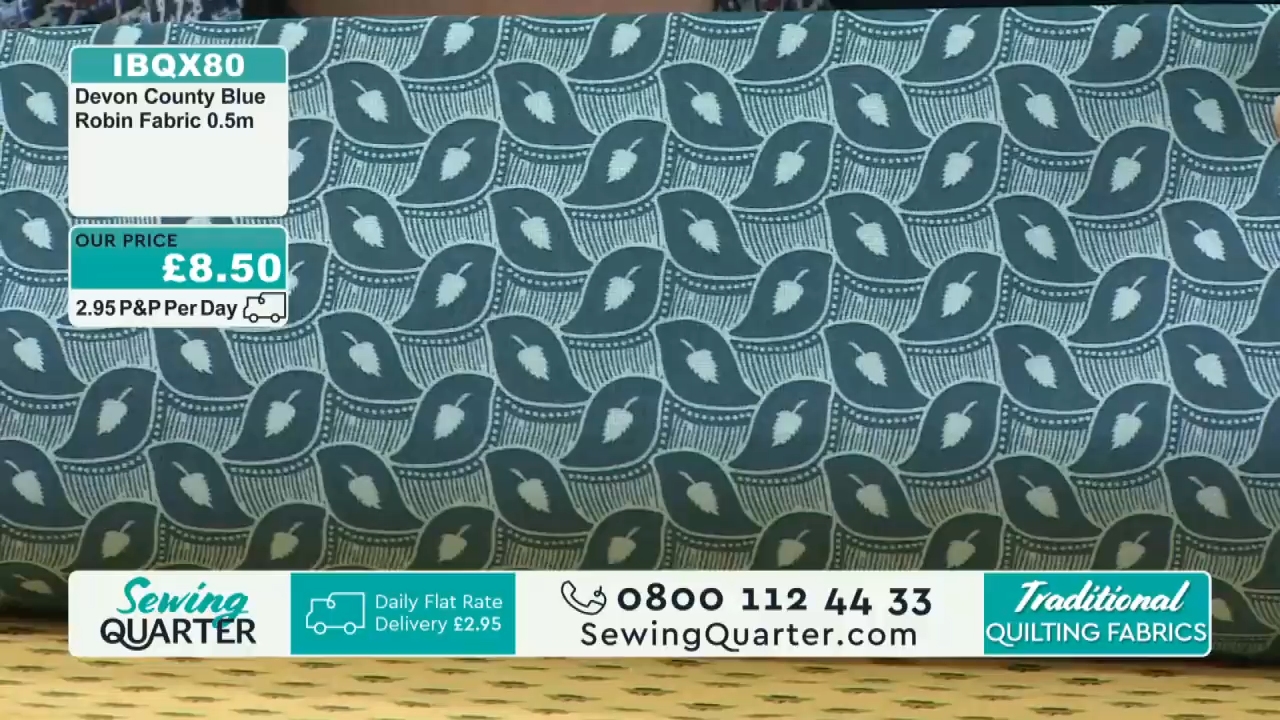 IBQX80
Devon County Blue
Robin Fabric 0.5m
OUR PRICE
£8.50
2.95 P&P Per Day
Sewing
QUARTER
Daily Flat Rate
Delivery £2.95
0800 112 44 33
SewingQuarter.com
Traditional
QUILTING FABRICS